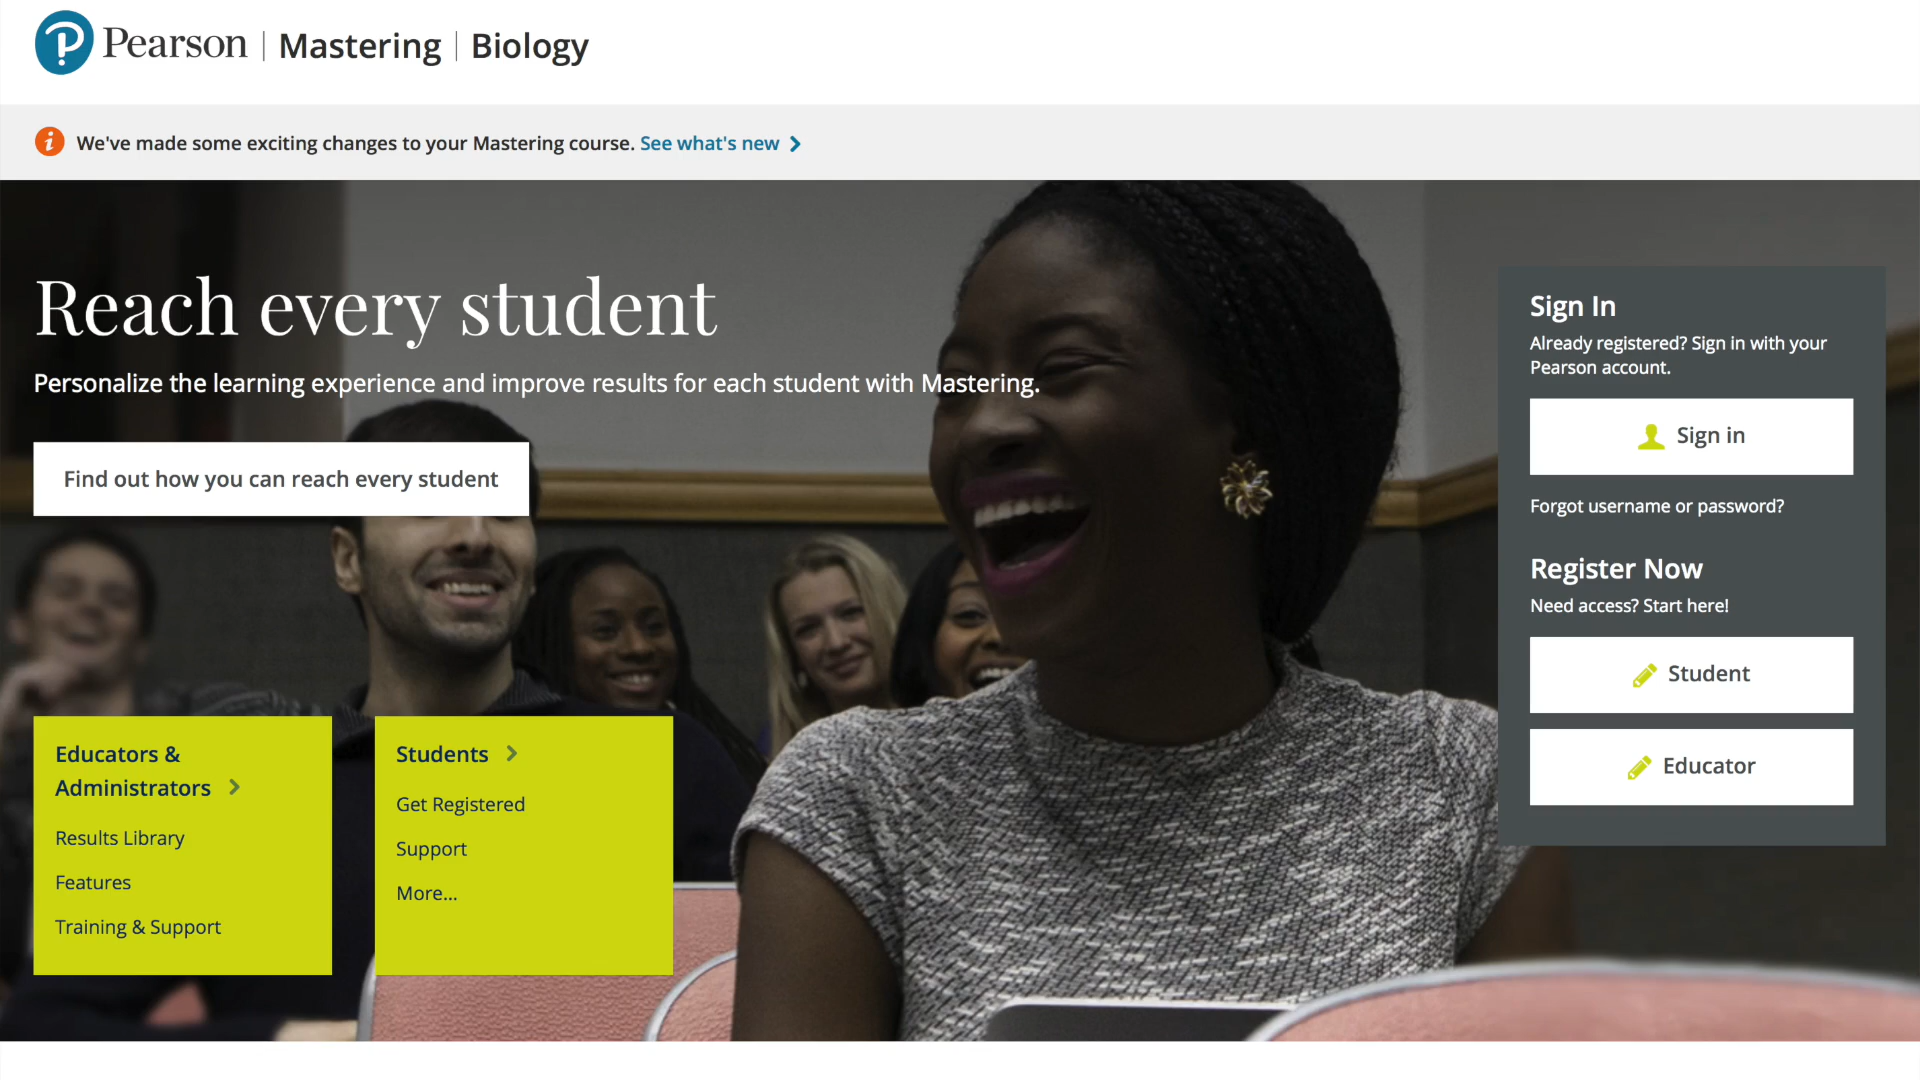 Pearson | Mastering | Biology
We've made some exciting changes to your Mastering course. See what's new
Reach every student
Personalize the learning experience and improve results for each student with Mastering.
Find out how you can reach every student
Educators &
Administrators
Results Library
Features
Training & Support
Students
Get Registered
Support
More...
Sign In
Already registered? Sign in with your
Pearson account.
Sign in
Forgot username or password?
Register Now
Need access? Start here!
Student
Educator